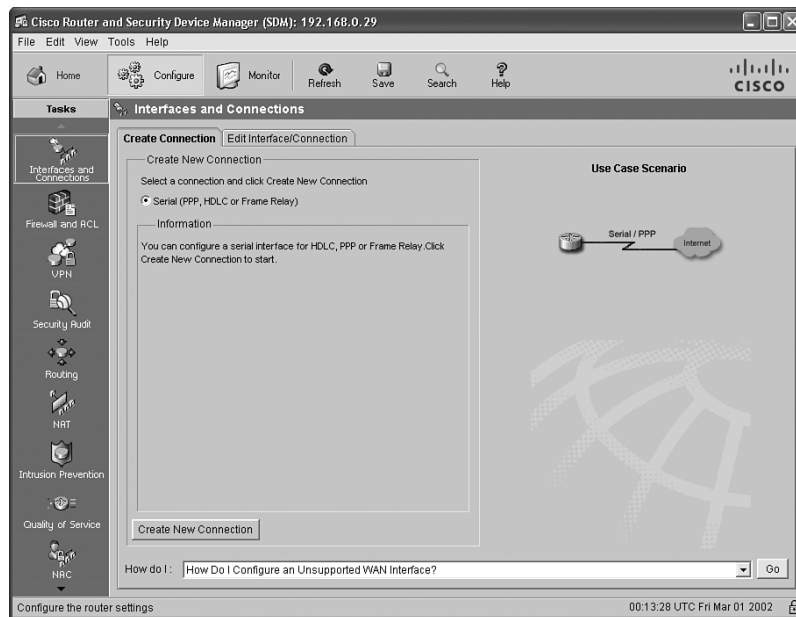 Cisco Router and Security Device Manager (SDM): 192.168.0.29
File Edit View Tools Help
Home Configure Monitor Refresh Save Search Help
CISCO
Tasks
Interfaces and Connections
Create Connection Edit Interface/Connection
Interfaces and
Connections
Firewall and ACL
VPN
Security Audit
Routing
NAT
Intrusion Prevention
Quality of Service
NAC
Create New Connection
Select a connection and click Create New Connection
Serial (PPP, HDLC or Frame Relay)
Information
You can configure a serial interface for HDLC, PPP or Frame Relay.Click
Create New Connection to start.
Use Case Scenario
Serial / PPP
Internet
Create New Connection
How do I : How Do I Configure an Unsupported WAN Interface? Go
Configure the router settings
00:13:28 UTC Fri Mar 01 2002